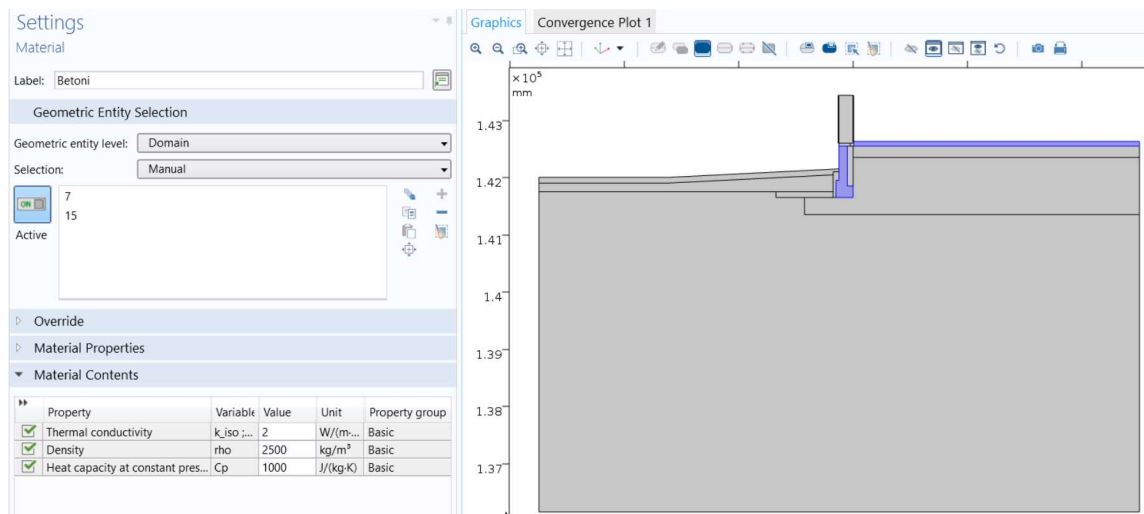 Settings
Material
Label: Betoni
Geometric Entity Selection
Geometric entity level: Domain
Selection: Manual
ON
Active
7
15
Override
Material Properties
Material Contents
Property Variable Value Unit Property group
Thermal conductivity k_iso ;... 2 W/(m·... Basic
Density rho 2500 kg/m³ Basic
Heat capacity at constant pres... Cp 1000 J/(kg·K) Basic
Graphics Convergence Plot 1
×10⁵
mm
1.43
1.42
1.41
1.4
1.39
1.38
1.37